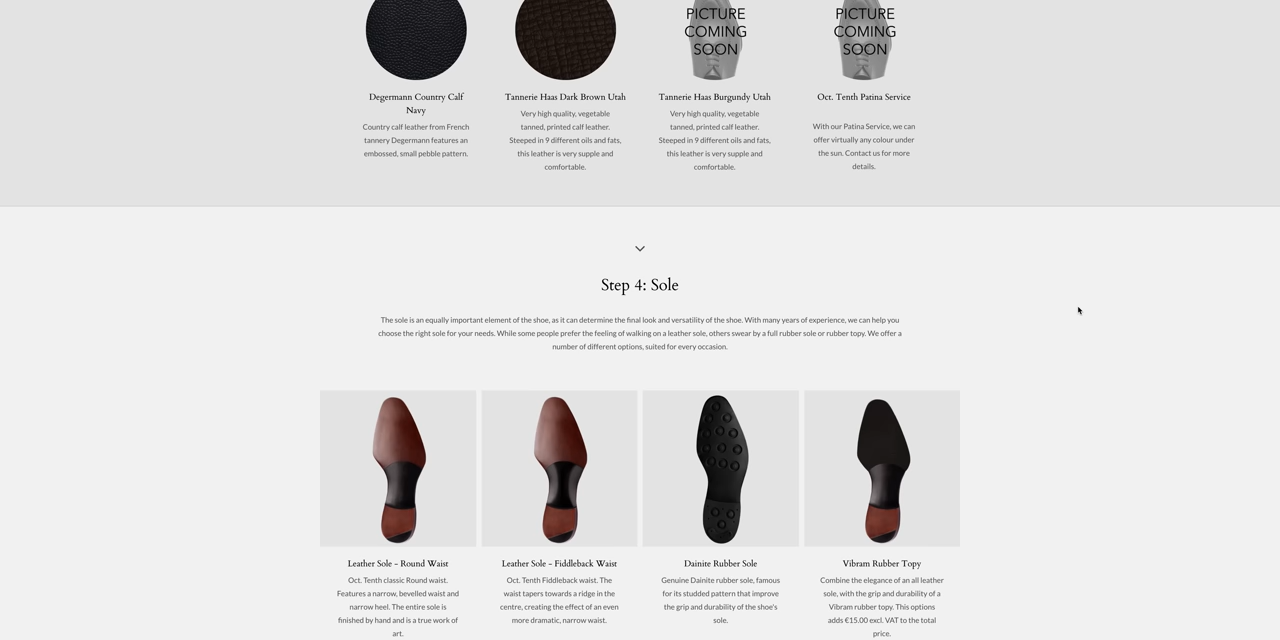 PICTURE
COMING
SOON
PICTURE
COMING
SOON
Degermann Country Calf
Navy
Country calf leather from French
tannery Degermann features an
embossed, small pebble pattern.
Tannerie Haas Dark Brown Utah
Very high quality, vegetable
tanned, printed calf leather.
Steeped in 9 different oils and fats,
this leather is very supple and
comfortable.
Tannerie Haas Burgundy Utah
Very high quality, vegetable
tanned, printed calf leather.
Steeped in 9 different oils and fats,
this leather is very supple and
comfortable.
Oct. Tenth Patina Service
With our Patina Service, we can
offer virtually any colour under
the sun. Contact us for more
details.
Step 4: Sole
The sole is an equally important element of the shoe, as it can determine the final look and versatility of the shoe. With many years of experience, we can help you
choose the right sole for your needs. While some people prefer the feeling of walking on a leather sole, others swear by a full rubber sole or rubber topy. We offer a
number of different options, suited for every occasion.
Leather Sole - Round Waist
Oct. Tenth classic Round waist.
Features a narrow, bevelled waist and
narrow heel. The entire sole is
finished by hand and is a true work of
art.
Leather Sole - Fiddleback Waist
Oct. Tenth Fiddleback waist. The
waist tapers towards a ridge in the
centre, creating the effect of an even
more dramatic, narrow waist.
Dainite Rubber Sole
Genuine Dainite rubber sole, famous
for its studded pattern that improve
the grip and durability of the shoe's
sole.
Vibram Rubber Topy
Combine the elegance of an all leather
sole, with the grip and durability of a
Vibram rubber topy. This options
adds €15.00 excl. VAT to the total
price.